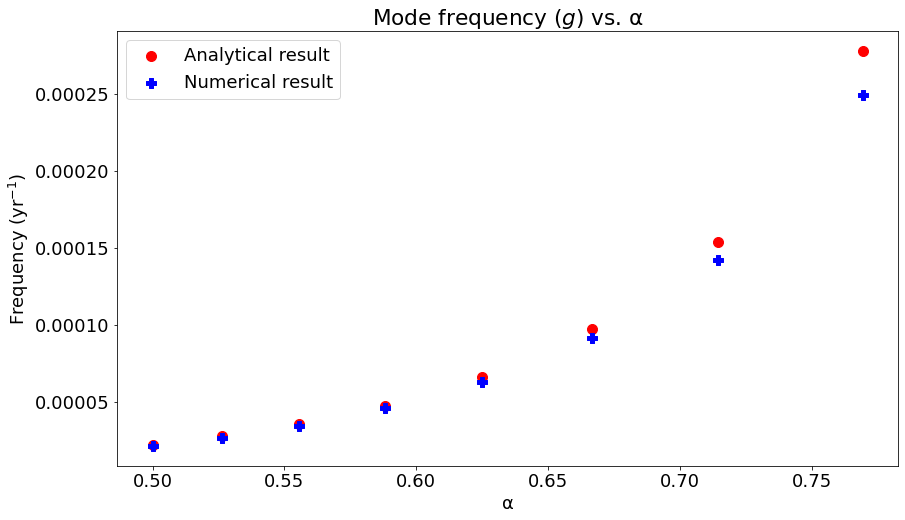 Mode frequency (g) vs. α
Analytical result
Numerical result
0.00025
0.00020
0.00015
0.00010
0.00005
Frequency (yr⁻¹)
0.50 0.55 0.60 0.65 0.70 0.75
α